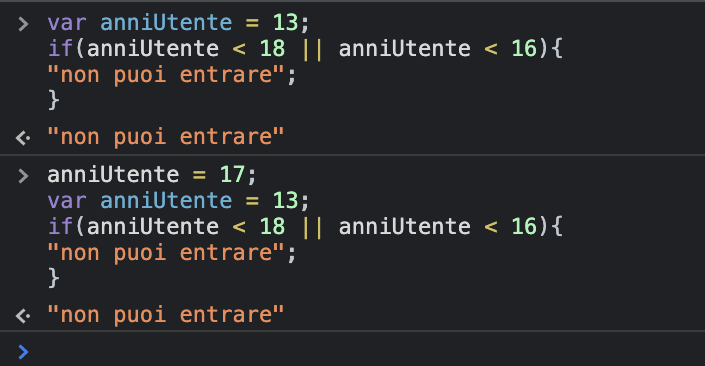 > var anniUtente = 13;
if(anniUtente < 18 || anniUtente < 16){
"non puoi entrare";
}
<· "non puoi entrare"
> anniUtente = 17;
var anniUtente = 13;
if(anniUtente < 18 || anniUtente < 16){
"non puoi entrare";
}
<· "non puoi entrare"
>